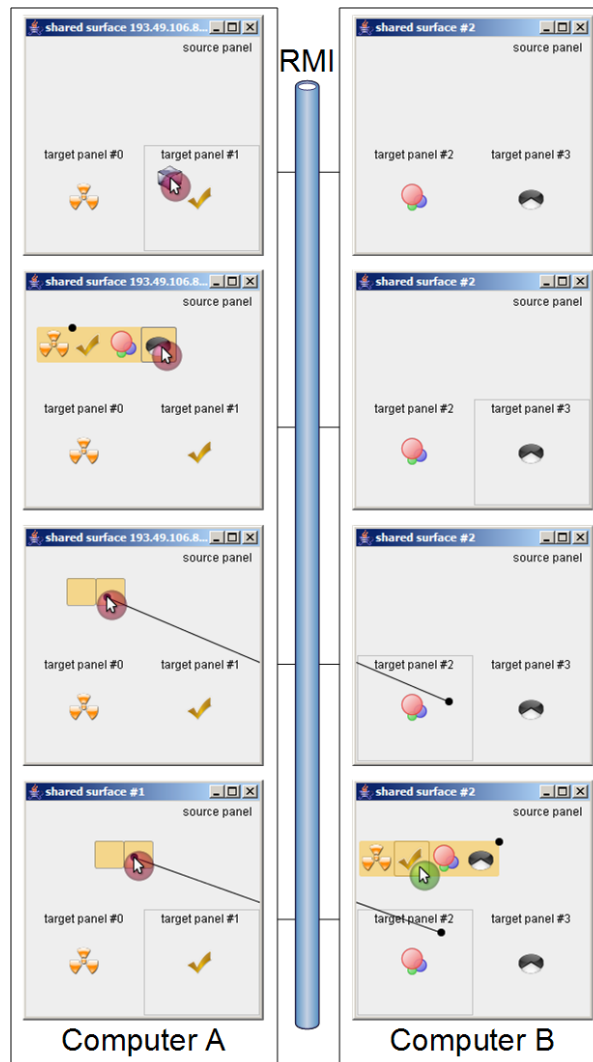 shared surface 193.49.106.8...
source panel
target panel #0 target panel #1
RMI
shared surface #2
source panel
target panel #2 target panel #3
shared surface 193.49.106.8...
source panel
target panel #0 target panel #1
shared surface #2
source panel
target panel #2 target panel #3
shared surface 193.49.106.8...
source panel
target panel #0 target panel #1
shared surface #2
source panel
target panel #2 target panel #3
shared surface #1
source panel
target panel #0 target panel #1
shared surface #2
source panel
target panel #2 target panel #3
Computer A
Computer B